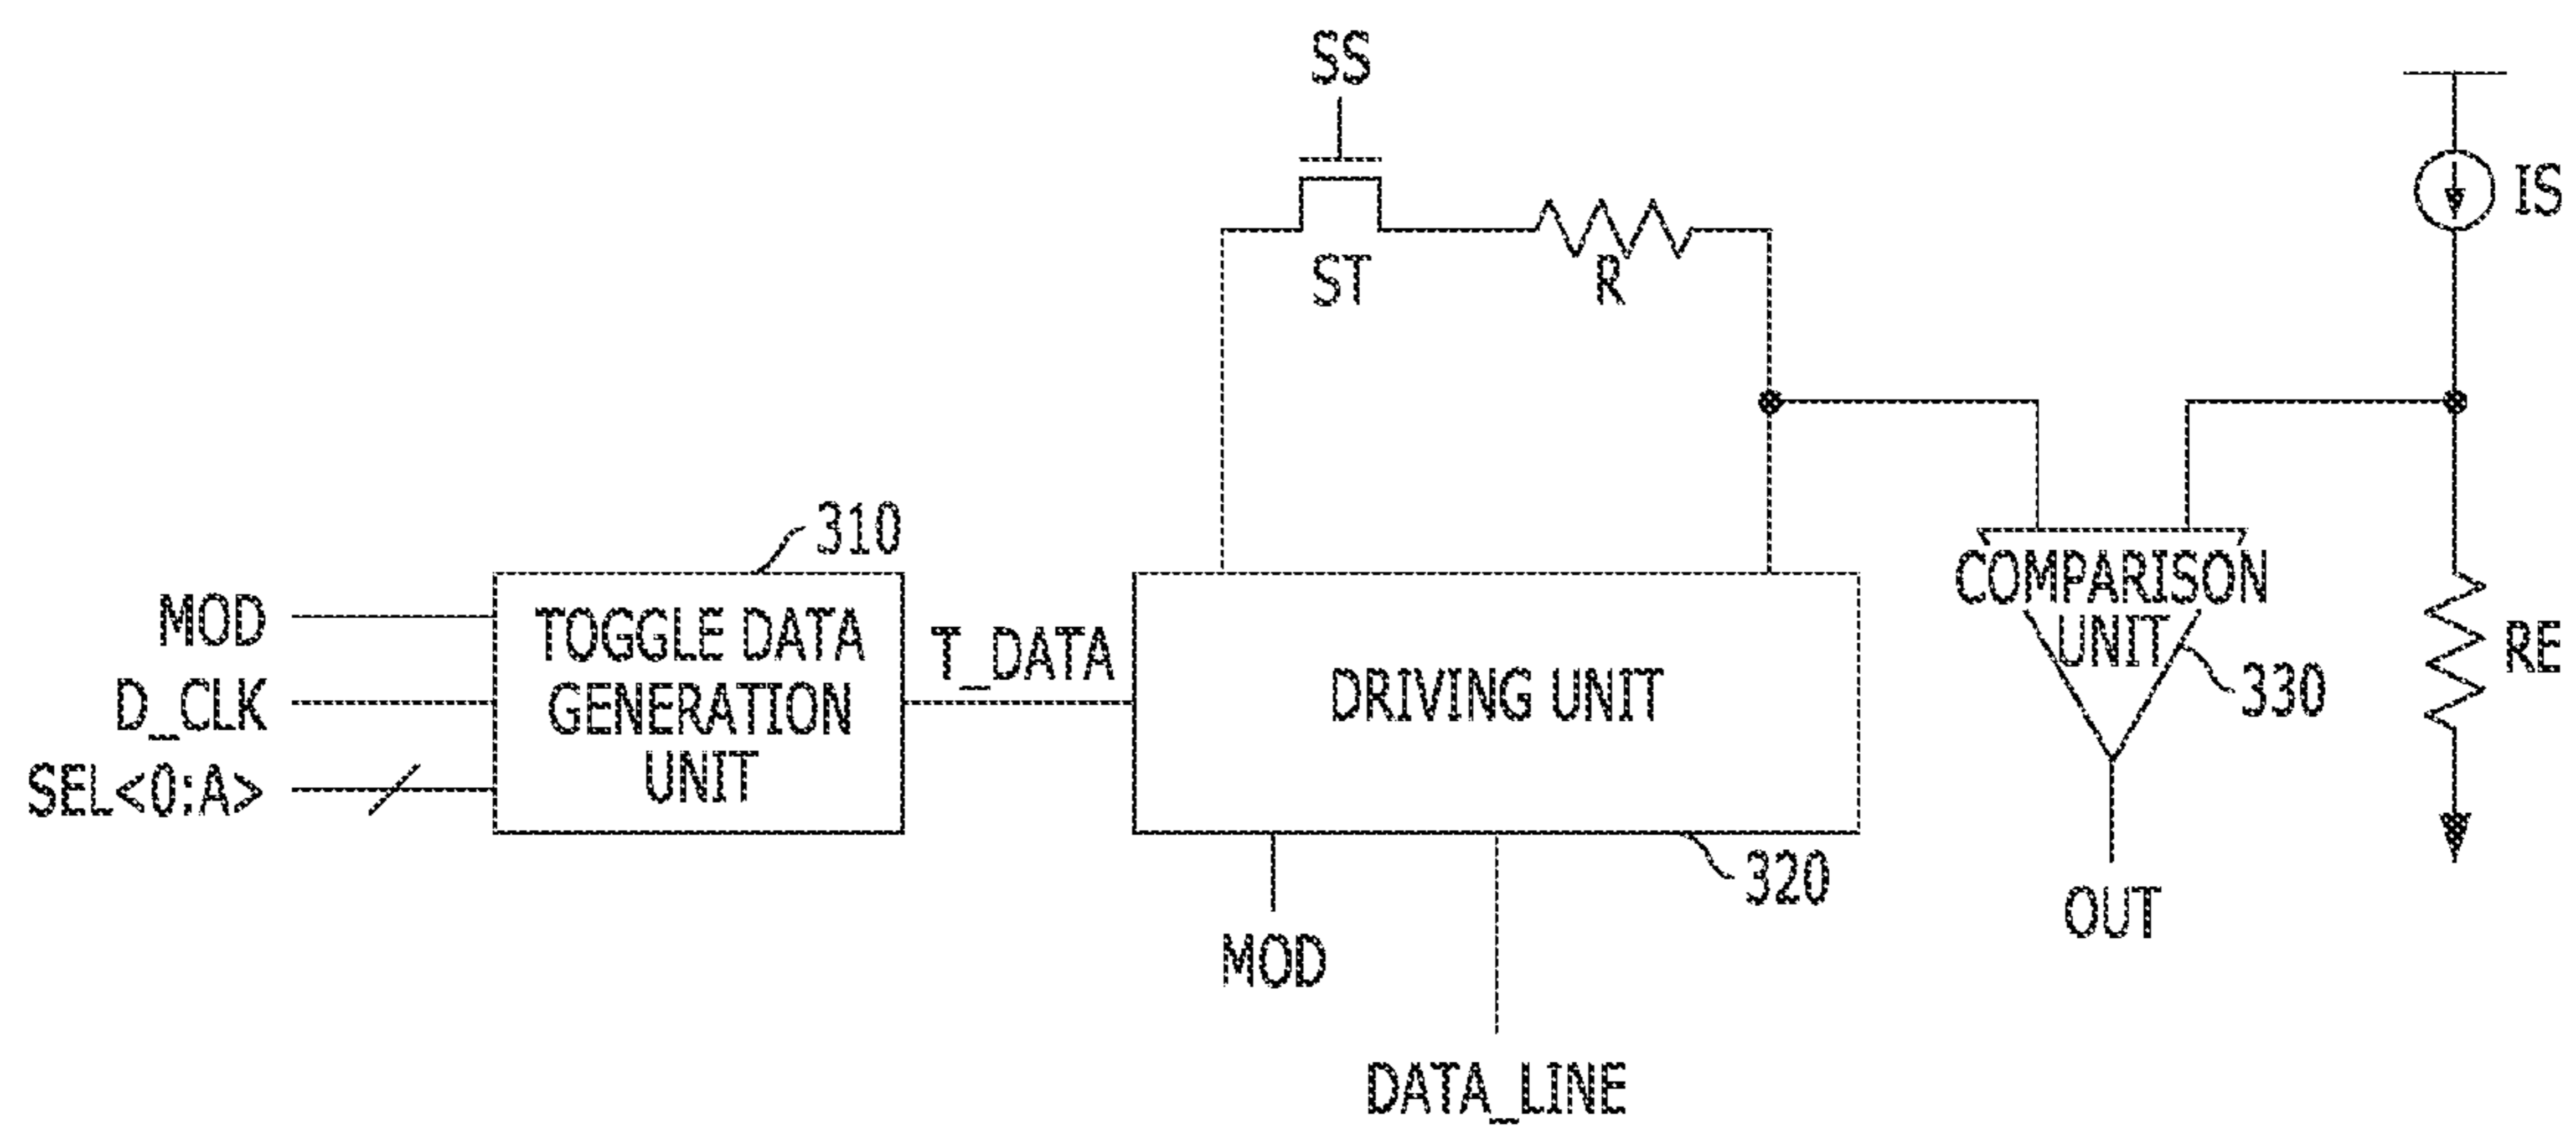 SS
IS
ST
R
310
MOD
D_CLK
SEL<0:A>
TOGGLE DATA
GENERATION
UNIT
T_DATA
DRIVING UNIT
COMPARISON
UNIT
330
RE
320
MOD
OUT
DATA_LINE